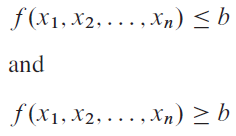 f(x₁, x₂, . . . , xₙ) ≤ b
and
f(x₁, x₂, . . . , xₙ) ≥ b